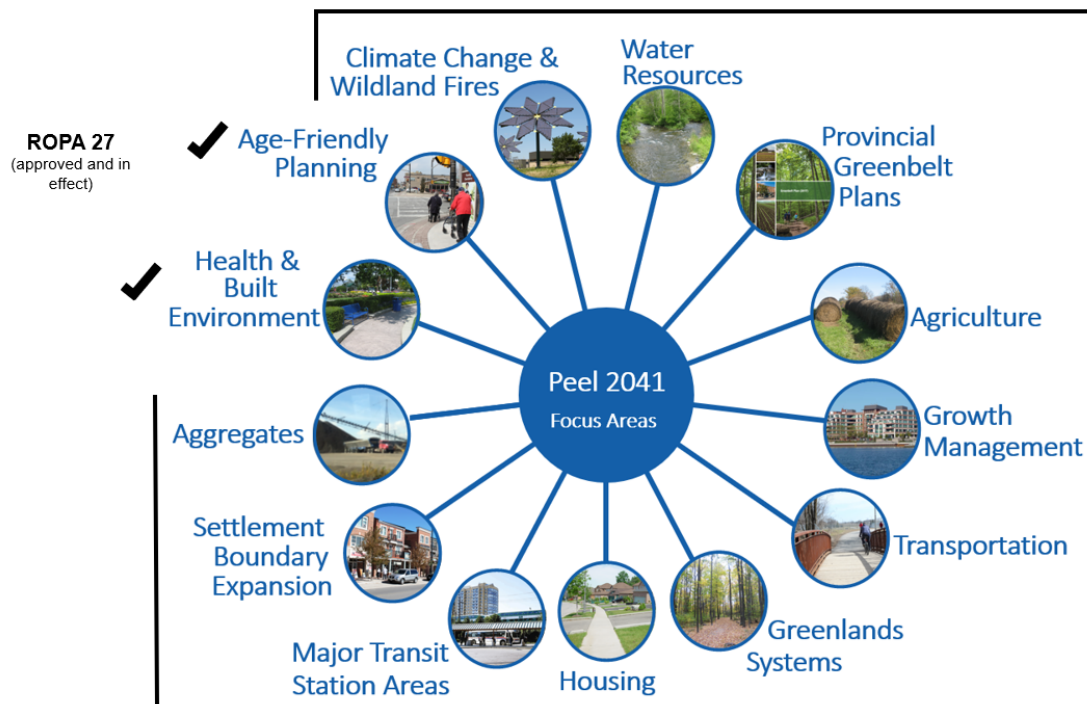 Climate Change &
Wildland Fires
Water
Resources
ROPA 27
(approved and in
effect)
Age-Friendly
Planning
Provincial
Greenbelt
Plans
Health &
Built
Environment
Agriculture
Peel 2041
Focus Areas
Aggregates
Growth
Management
Settlement
Boundary
Expansion
Transportation
Major Transit
Station Areas
Housing
Greenlands
Systems